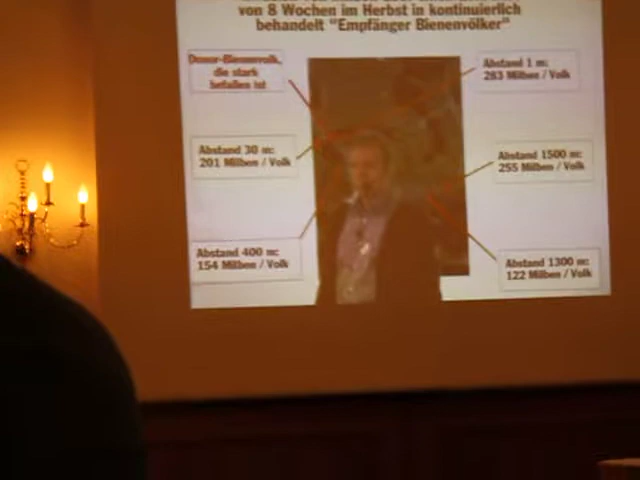 von 8 Wochen im Herbst in kontinuierlich
behandelt "Empfänger Bienenvölker"
Donor-Bienenvolk,
die stark
befallen ist
Abstand 1 m:
283 Milben / Volk
Abstand 30 m:
201 Milben / Volk
Abstand 1500 m:
255 Milben / Volk
Abstand 400 m:
154 Milben / Volk
Abstand 1300 m:
122 Milben / Volk